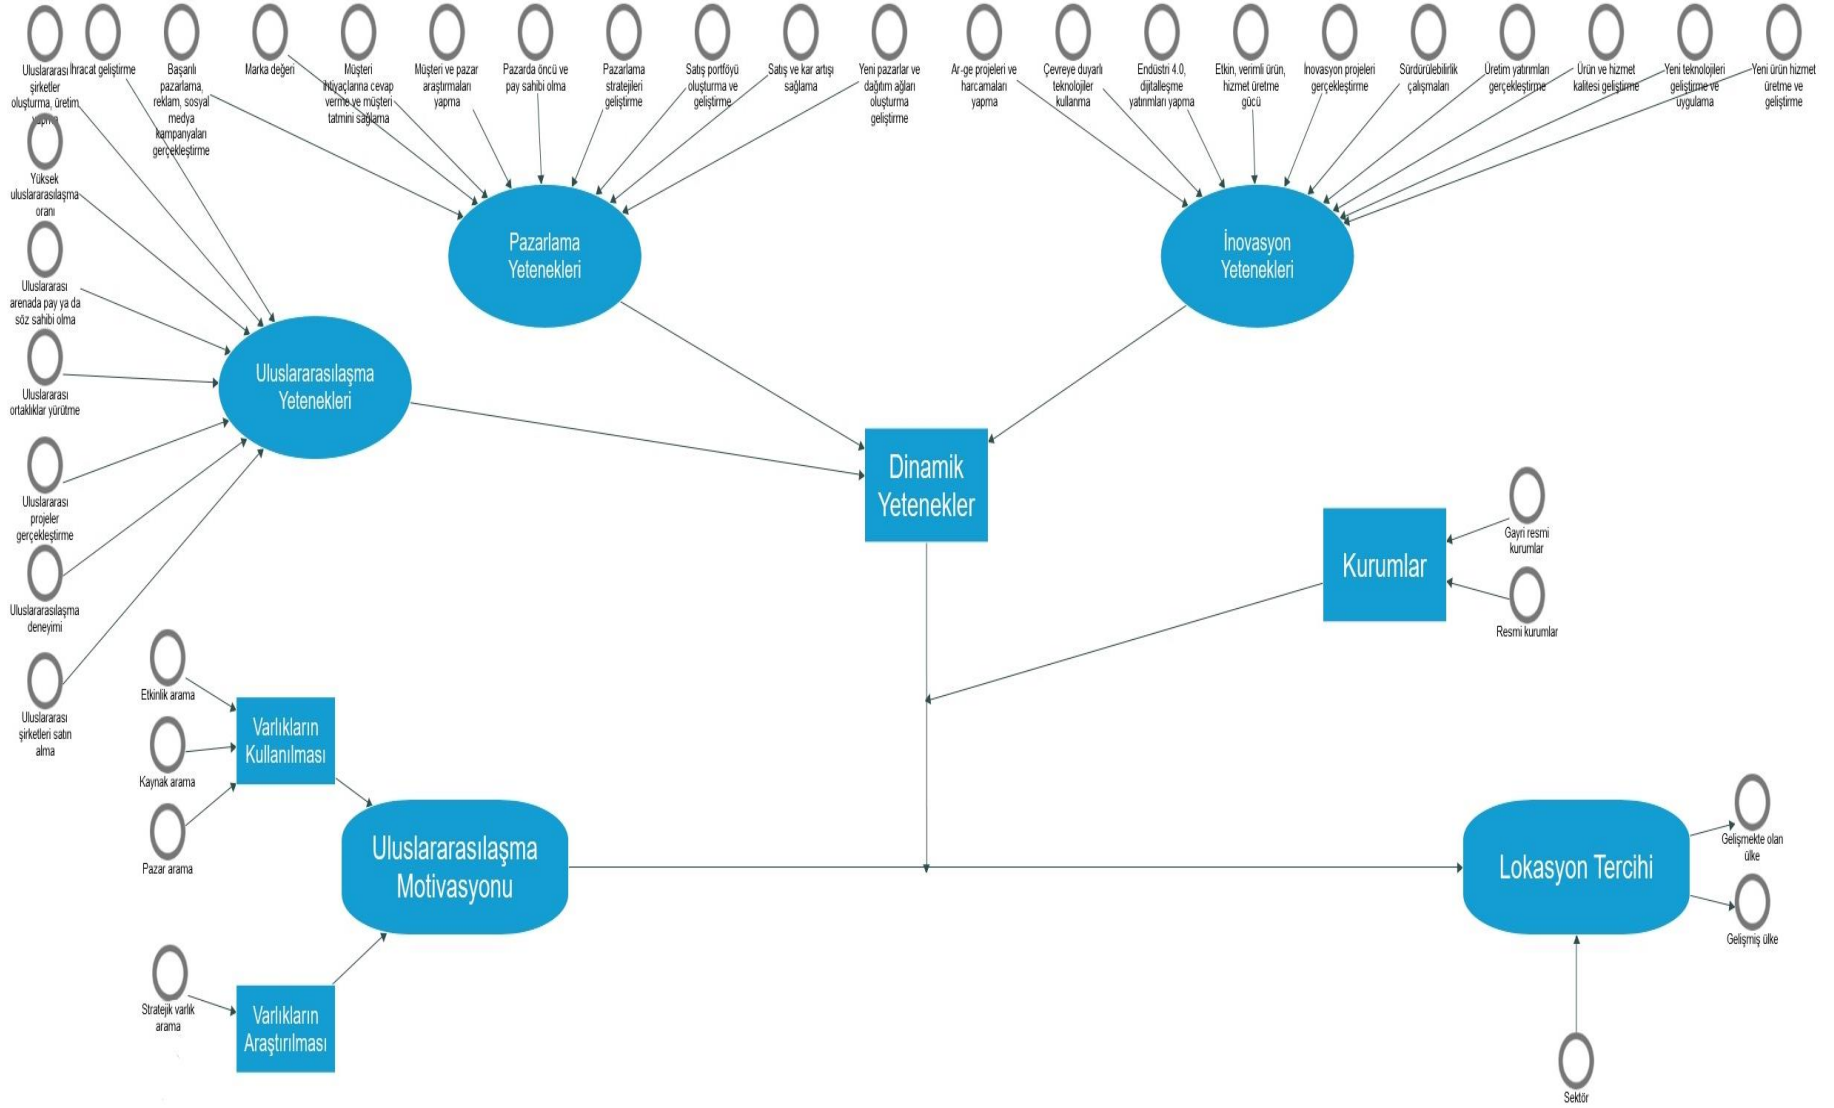 Uluslararası
şirketler
oluşturma, üretim
yapma
İhracat geliştirme
Başarılı
pazarlama,
reklam, sosyal
medya
kampanyaları
gerçekleştirme
Marka değeri
Müşteri
ihtiyaçlarına cevap
verme ve müşteri
tatmini sağlama
Müşteri ve pazar
araştırmaları
yapma
Pazarda öncü ve
pay sahibi olma
Pazarlama
stratejileri
geliştirme
Satış portföyü
oluşturma ve
geliştirme
Satış ve kar artışı
sağlama
Yeni pazarlar ve
dağıtım ağları
oluşturma
geliştirme
Ar-ge projeleri ve
harcamaları
yapma
Çevreye duyarlı
teknolojiler
kullanma
Endüstri 4.0,
dijitalleşme
yatırımları yapma
Etkin, verimli ürün,
hizmet üretme
gücü
İnovasyon projeleri
gerçekleştirme
Sürdürülebilirlik
çalışmaları
Üretim yatırımları
gerçekleştirme
Ürün ve hizmet
kalitesi geliştirme
Yeni teknolojileri
geliştirme ve
uygulama
Yeni ürün hizmet
üretme ve
geliştirme
Yüksek
uluslararasılaşma
oranı
Uluslararası
arenada pay ya da
söz sahibi olma
Uluslararası
ortaklıklar yürütme
Uluslararası
projeler
gerçekleştirme
Uluslararasılaşma
deneyimi
Uluslararası
şirketleri satın
alma
Pazarlama
Yetenekleri
İnovasyon
Yetenekleri
Uluslararasılaşma
Yetenekleri
Dinamik
Yetenekler
Kurumlar
Gayri resmi
kurumlar
Resmi kurumlar
Etkinlik arama
Kaynak arama
Pazar arama
Varlıkların
Kullanılması
Uluslararasılaşma
Motivasyonu
Stratejik varlık
arama
Varlıkların
Araştırılması
Lokasyon Tercihi
Gelişmekte olan
ülke
Gelişmiş ülke
Sektör